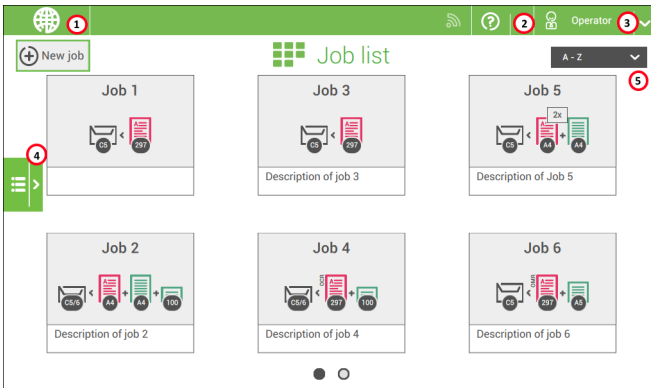 1
2
Operator
3
New job
Job list
A - Z
5
Job 1
C5
297
Job 3
C5
297
Description of job 3
Job 5
2x
C5
A4
A4
Description of Job 5
4
Job 2
C5/6
A4
A4
100
Description of job 2
Job 4
OCR
C5/6
297
100
Description of job 4
Job 6
OMR
C5
297
A5
Description of job 6